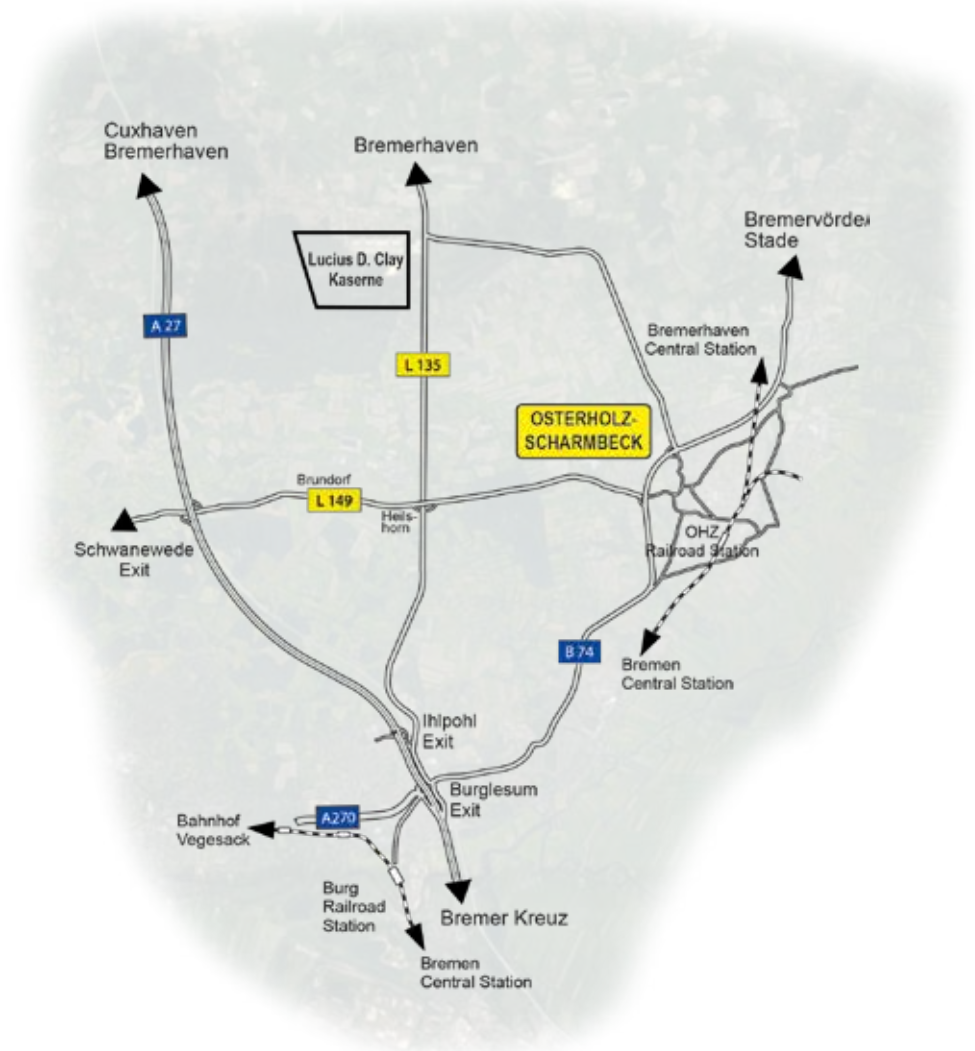 Cuxhaven
Bremerhaven
Bremerhaven
Bremervörde
Stade
Lucius D. Clay
Kaserne
A 27
Bremerhaven
Central Station
L 135
OSTERHOLZ-
SCHARMBECK
Brundorf
L 149
Heils-
horn
Schwanewede
Exit
OHZ
Railroad Station
B 74
Bremen
Central Station
Ihlpohl
Exit
Burglesum
Exit
A270
Bahnhof
Vegesack
Burg
Railroad
Station
Bremer Kreuz
Bremen
Central Station